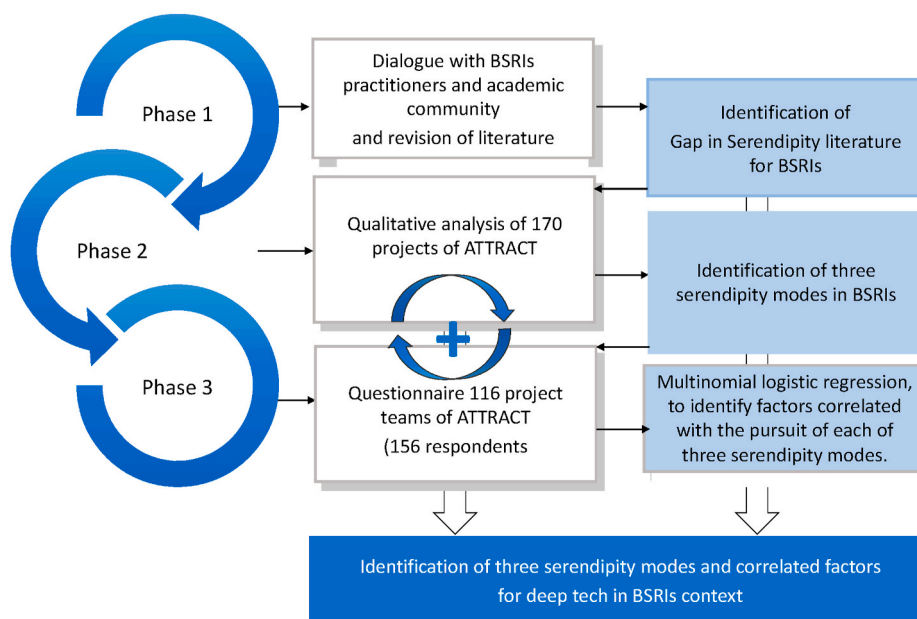 Phase 1
Dialogue with BSRIs
practitioners and academic
community
and revision of literature
Identification of
Gap in Serendipity literature
for BSRIs
Phase 2
Qualitative analysis of 170
projects of ATTRACT
Identification of three
serendipity modes in BSRIs
Phase 3
Questionnaire 116 project
teams of ATTRACT
(156 respondents
Multinomial logistic regression,
to identify factors correlated
with the pursuit of each of
three serendipity modes.
Identification of three serendipity modes and correlated factors
for deep tech in BSRIs context